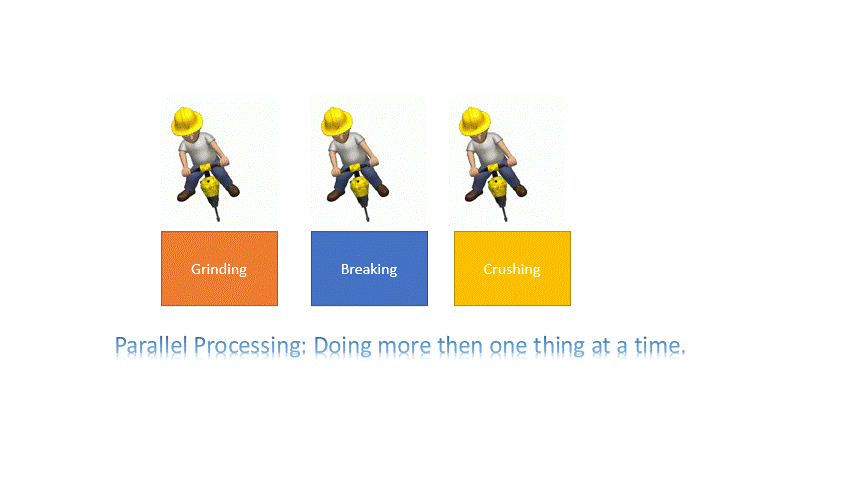 Grinding
Breaking
Crushing
Parallel Processing: Doing more then one thing at a time.